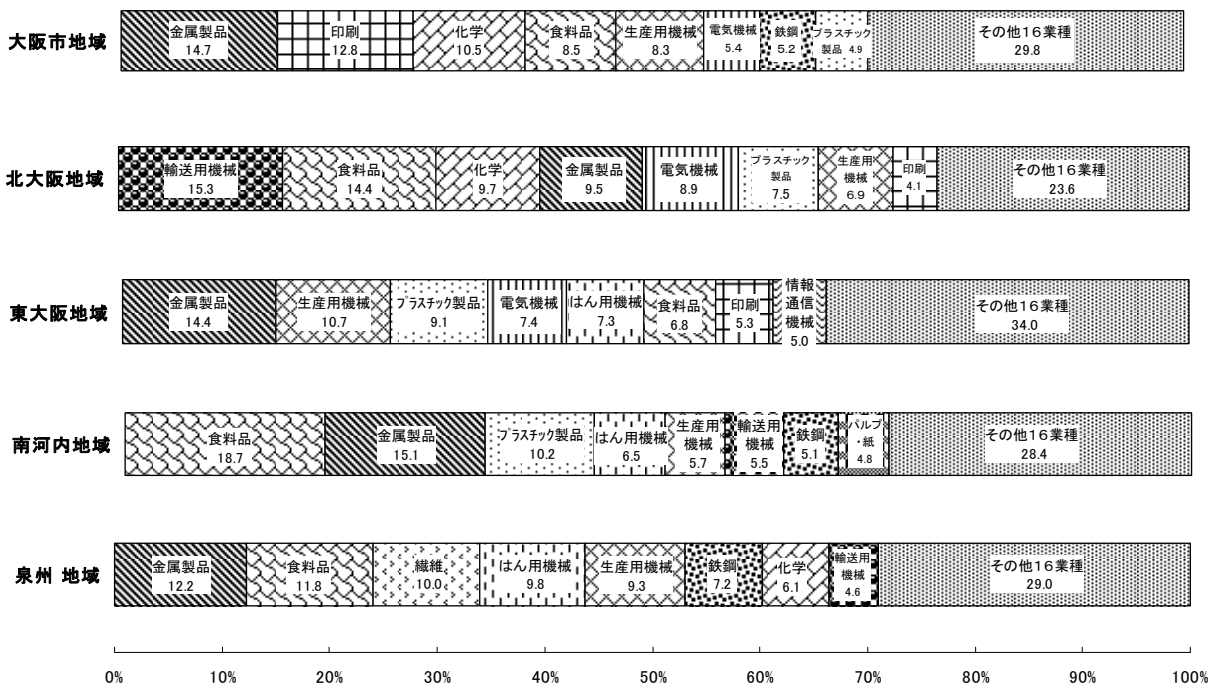 大阪市地域
金属製品
14.7
印刷
12.8
化学
10.5
食料品
8.5
生産用機械
8.3
電気機械
5.4
鉄鋼
5.2
プラスチック
製品 4.9
その他16業種
29.8
北大阪地域
輸送用機械
15.3
食料品
14.4
化学
9.7
金属製品
9.5
電気機械
8.9
プラスチック
製品
7.5
生産用
機械
6.9
印刷
4.1
その他16業種
23.6
東大阪地域
金属製品
14.4
生産用機械
10.7
プラスチック製品
9.1
電気機械
7.4
はん用機械
7.3
食料品
6.8
印刷
5.3
情報
通信
機械
5.0
その他16業種
34.0
南河内地域
食料品
18.7
金属製品
15.1
プラスチック製品
10.2
はん用機械
6.5
生産用
機械
5.7
輸送用
機械
5.5
鉄鋼
5.1
パルプ
・紙
4.8
その他16業種
28.4
泉州 地域
金属製品
12.2
食料品
11.8
繊維
10.0
はん用機械
9.8
生産用機械
9.3
鉄鋼
7.2
化学
6.1
輸送用
機械
4.6
その他16業種
29.0
0% 10% 20% 30% 40% 50% 60% 70% 80% 90% 100%